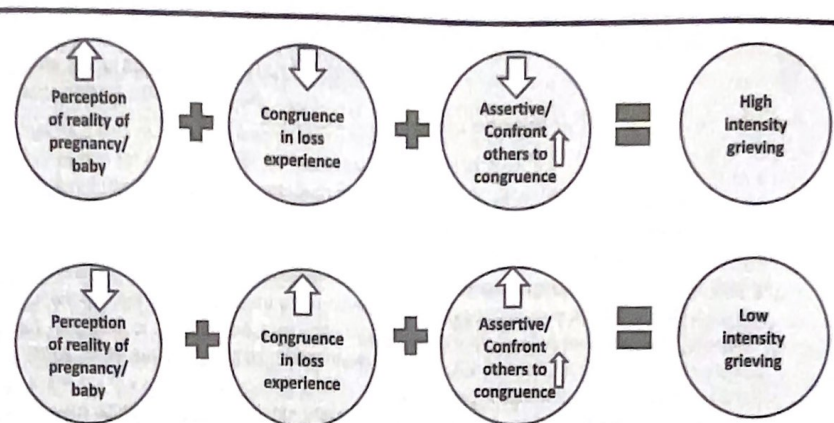 Perception
of reality of
pregnancy/
baby
Congruence
in loss
experience
Assertive/
Confront
others to
congruence
High
intensity
grieving
Perception
of reality of
pregnancy/
baby
Congruence
in loss
experience
Assertive/
Confront
others to
congruence
Low
intensity
grieving